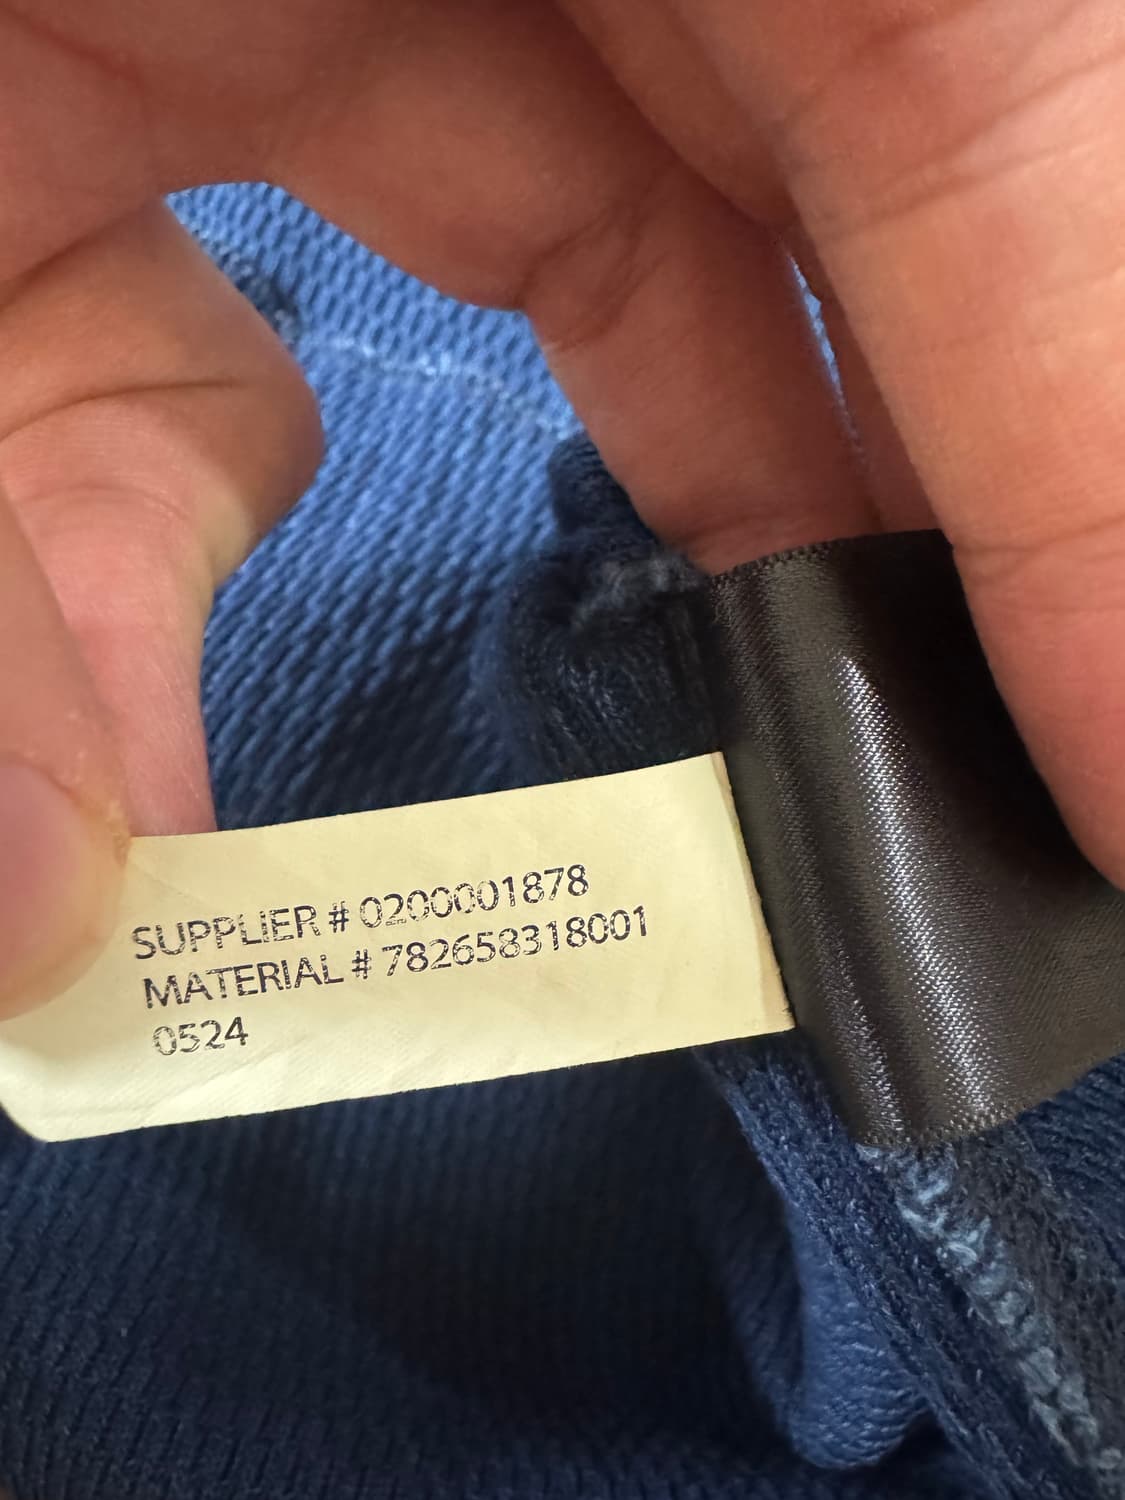 SUPPLIER # 0200001878
MATERIAL # 782658318001
0524